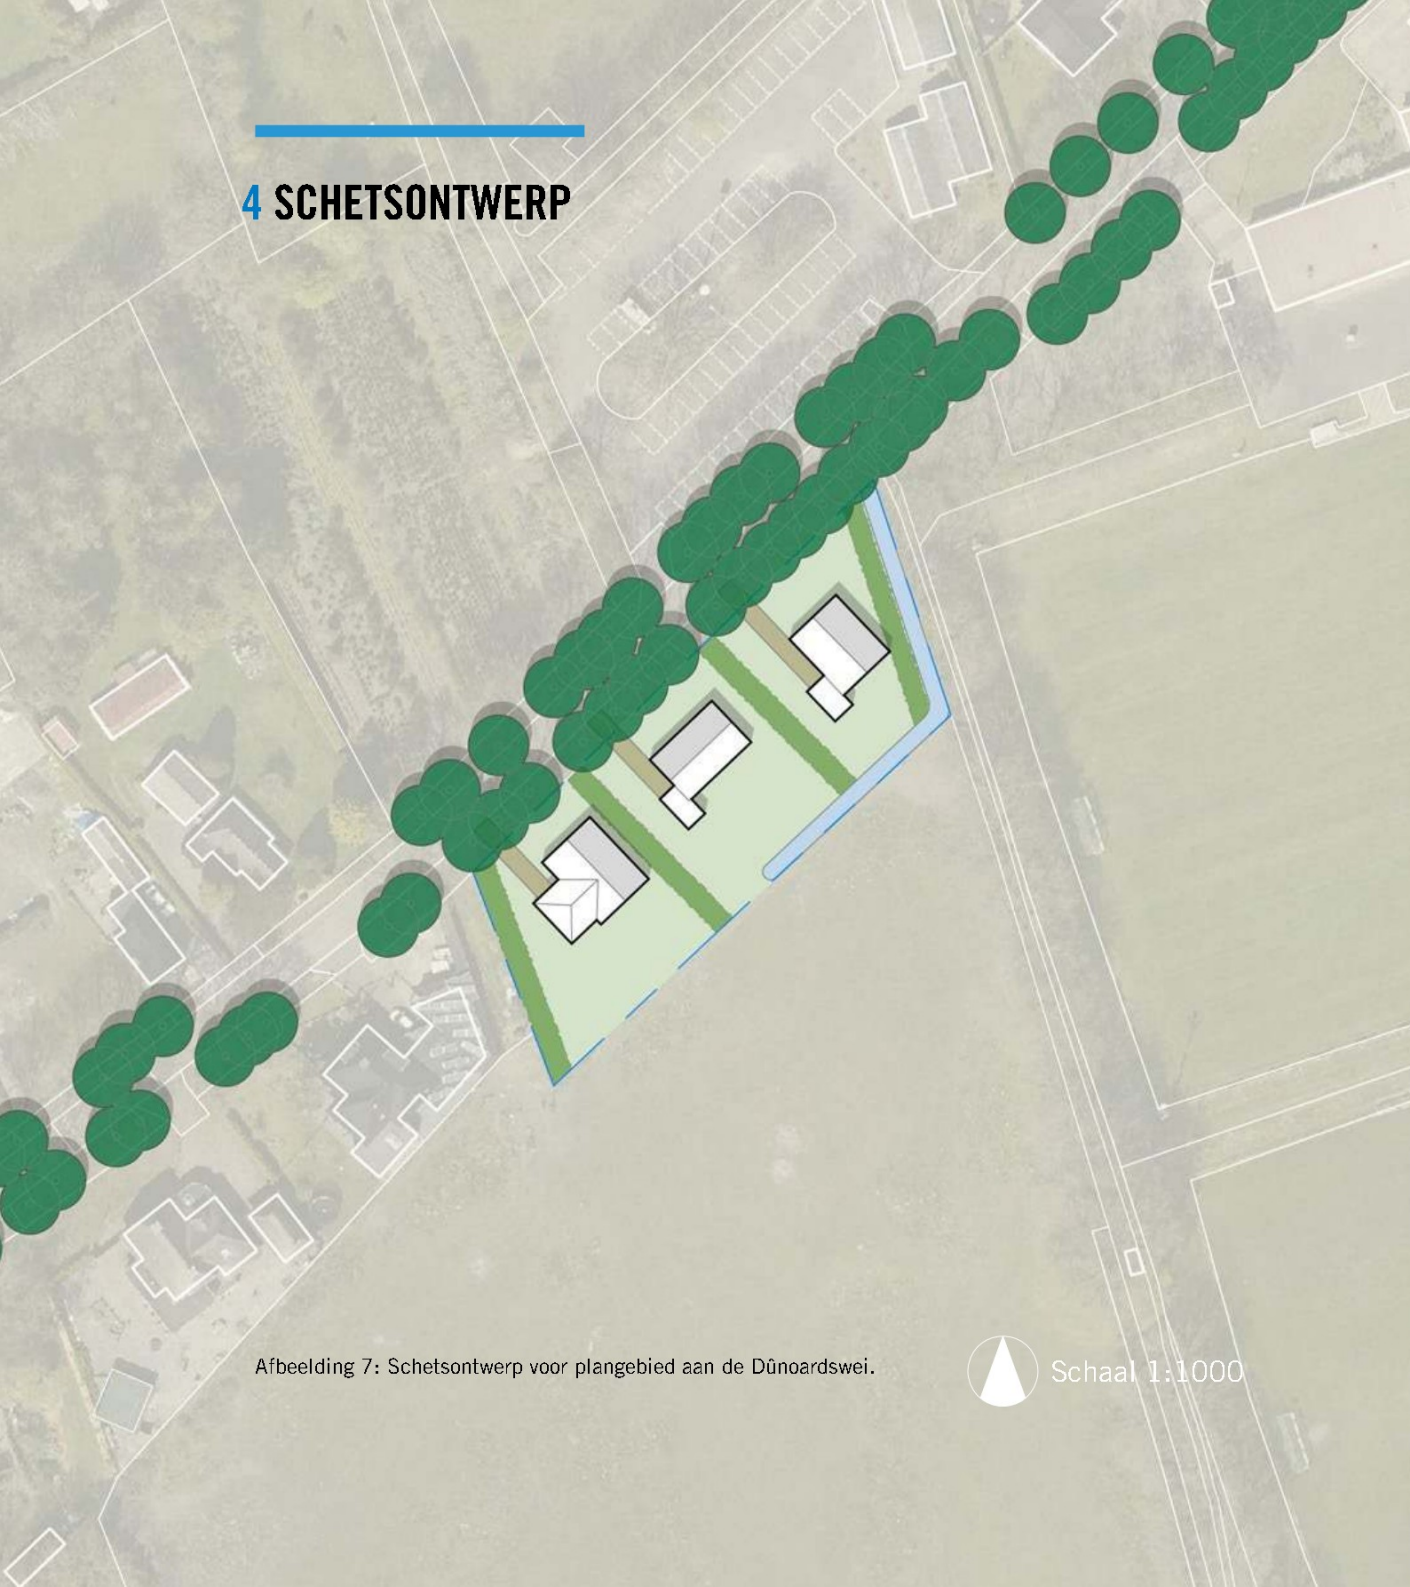 4 SCHETSONTWERP
Afbeelding 7: Schetsontwerp voor plangebied aan de Dûnoardswei.
Schaal 1:1000